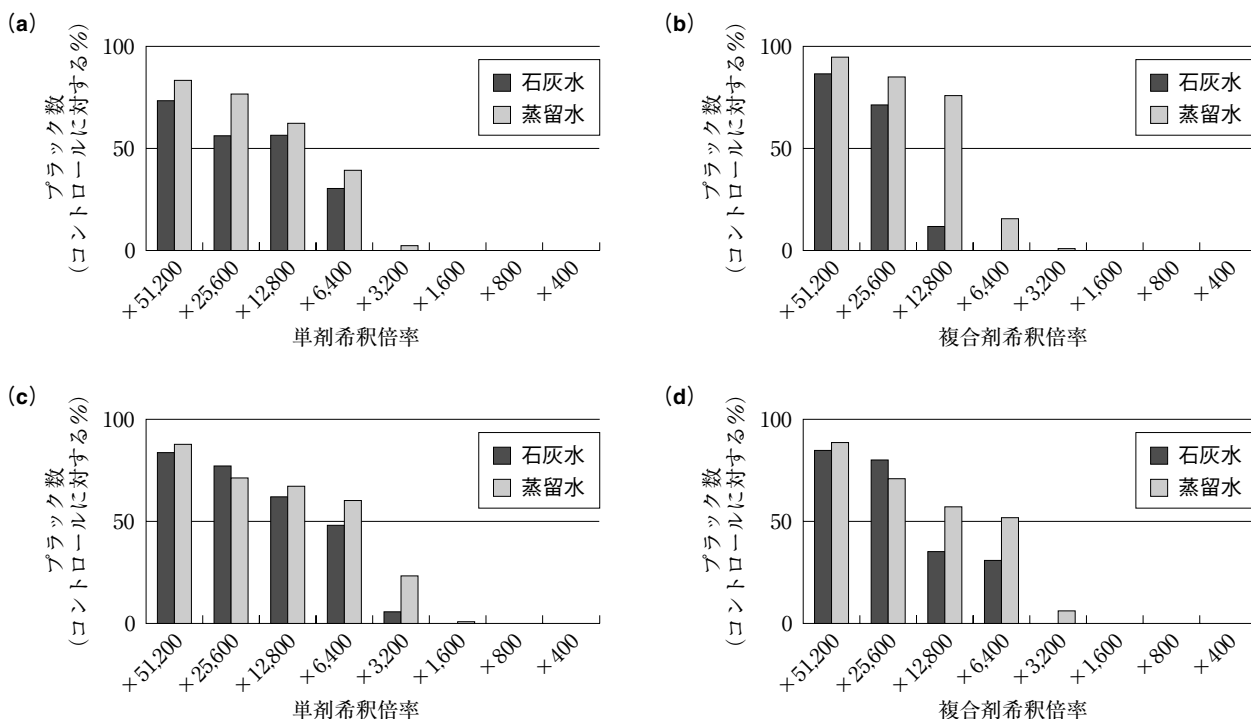 (a)
プラック数
(コントロールに対する%)
100
50
0
石灰水
蒸留水
×51,200
×25,600
×12,800
×6,400
×3,200
×1,600
×800
×400
単剤希釈倍率
(b)
プラック数
(コントロールに対する%)
100
50
0
石灰水
蒸留水
×51,200
×25,600
×12,800
×6,400
×3,200
×1,600
×800
×400
複合剤希釈倍率
(c)
プラック数
(コントロールに対する%)
100
50
0
石灰水
蒸留水
×51,200
×25,600
×12,800
×6,400
×3,200
×1,600
×800
×400
単剤希釈倍率
(d)
プラック数
(コントロールに対する%)
100
50
0
石灰水
蒸留水
×51,200
×25,600
×12,800
×6,400
×3,200
×1,600
×800
×400
複合剤希釈倍率